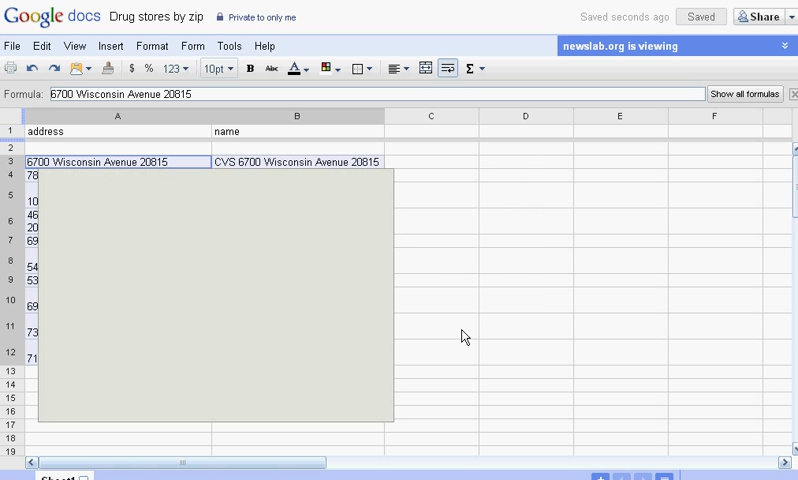 Google docs Drug stores by zip Private to only me Saved seconds ago Saved Share
File Edit View Insert Format Form Tools Help newslab.org is viewing
$ % 123 10pt B Abc A Σ
Formula: 6700 Wisconsin Avenue 20815 Show all formulas
A B C D E F
1 address name
2
3 6700 Wisconsin Avenue 20815 CVS 6700 Wisconsin Avenue 20815
4 78
5 10
46
6 20
7 69
8 54
9 53
10 69
11 73
12 71
13
14
15
16
17
18
19
Sheet1